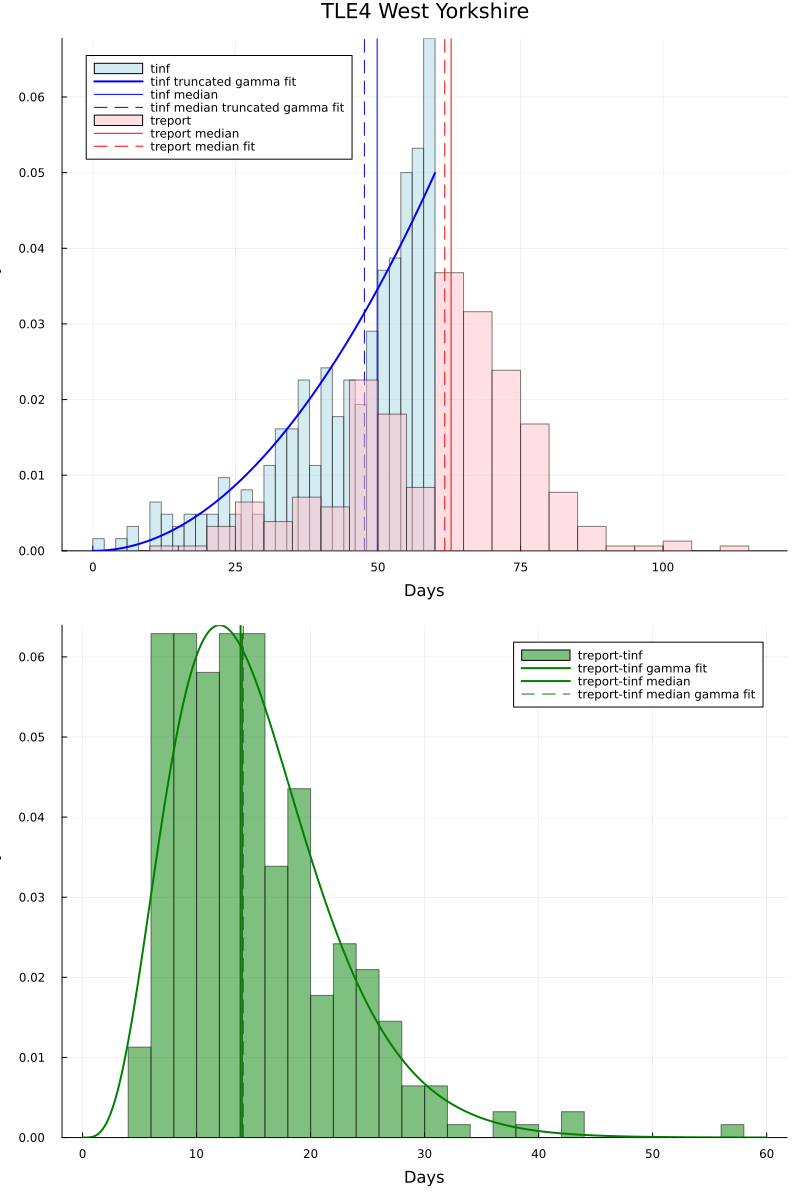 TLE4 West Yorkshire
tinf
tinf truncated gamma fit
tinf median
tinf median truncated gamma fit
treport
treport median
treport median fit
0.06
0.05
0.04
0.03
0.02
0.01
0.00
0 25 50 75 100
Days
treport-tinf
treport-tinf gamma fit
treport-tinf median
treport-tinf median gamma fit
0.06
0.05
0.04
0.03
0.02
0.01
0.00
0 10 20 30 40 50 60
Days